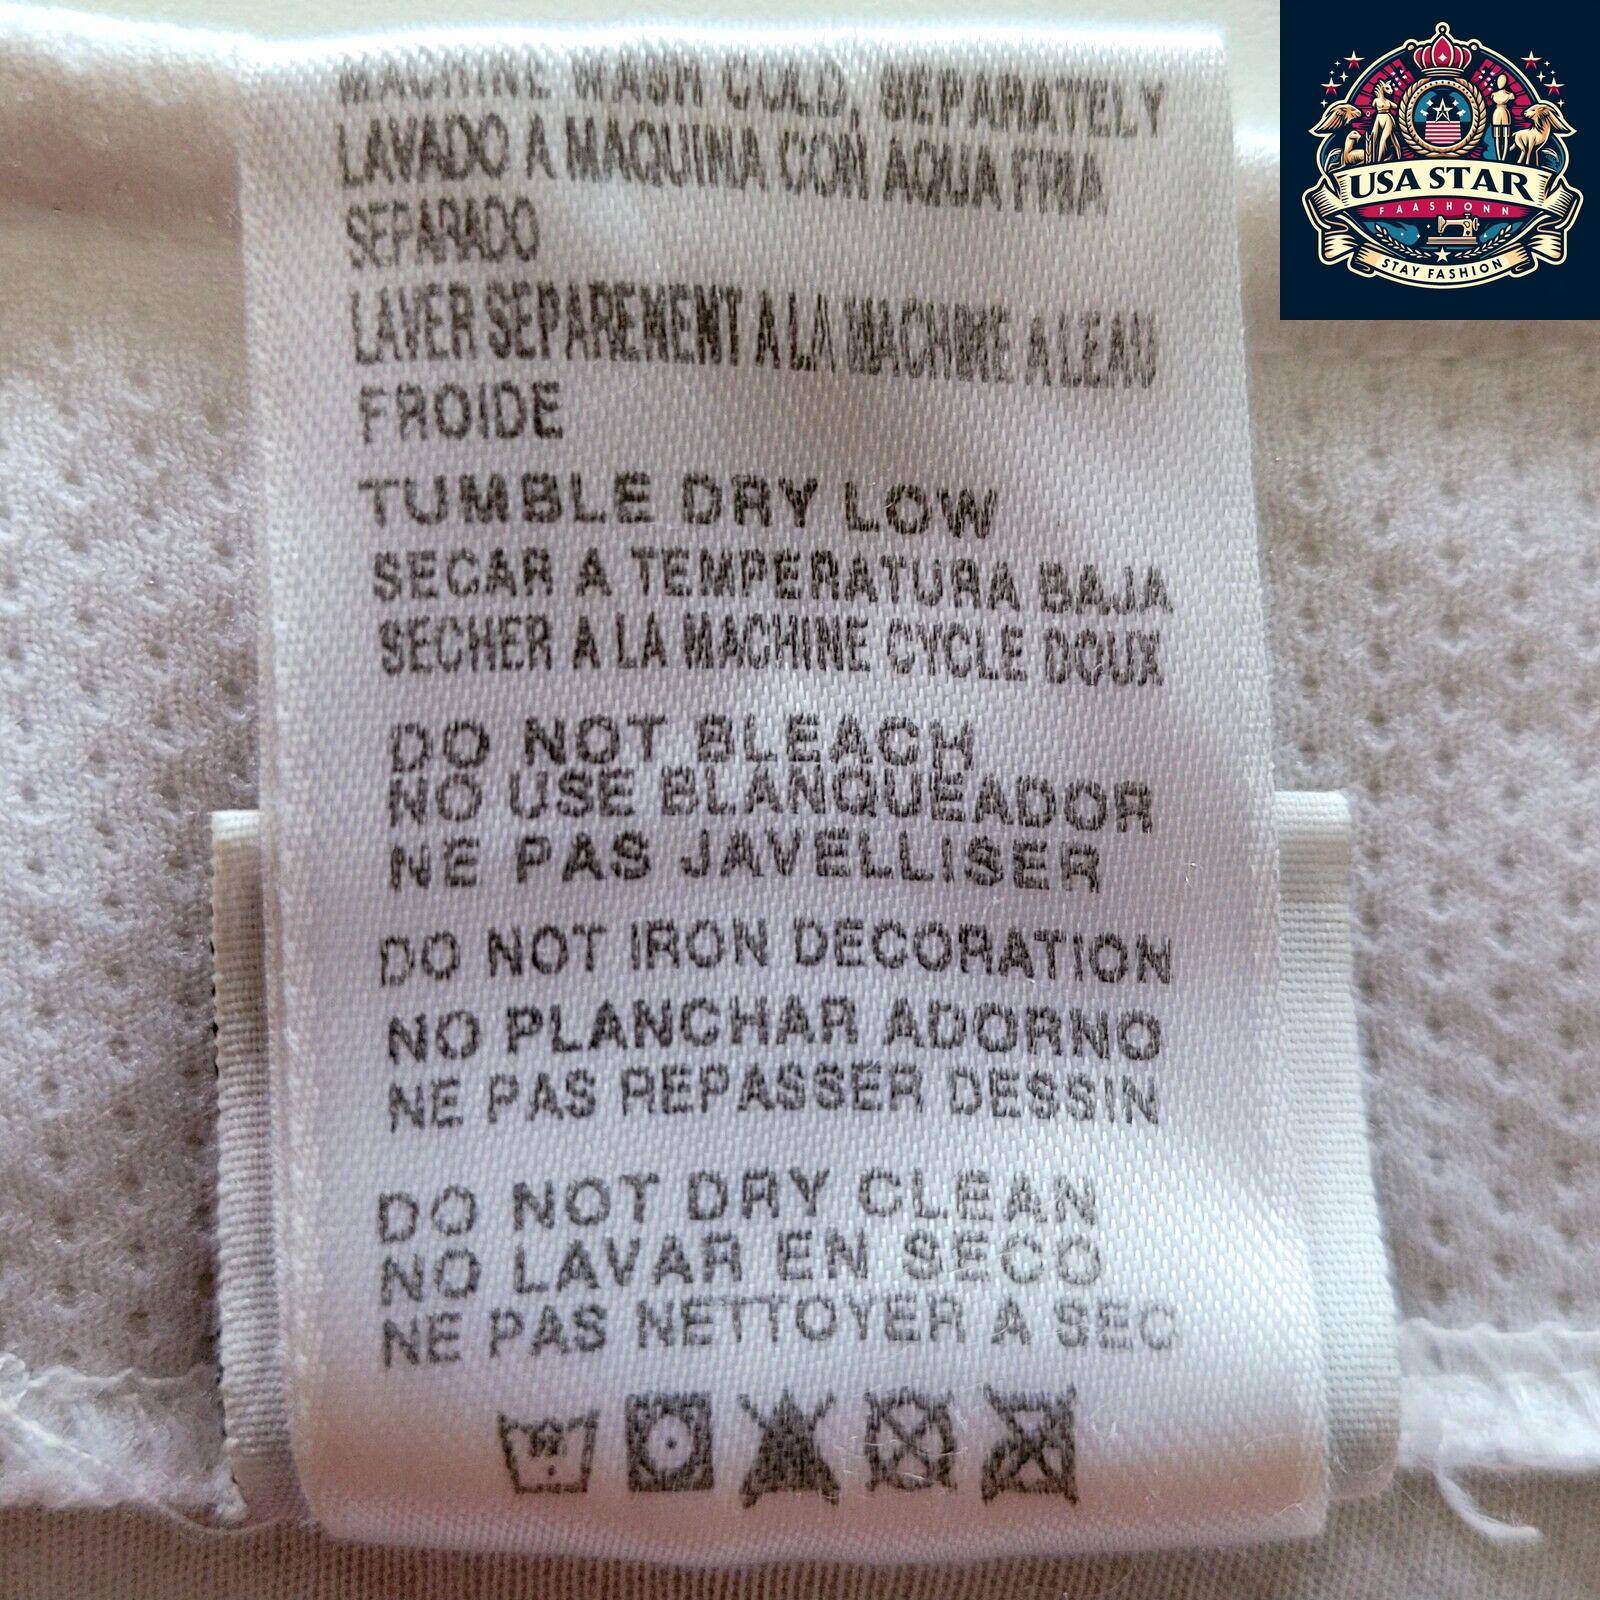 MACHINE WASH COLD, SEPARATELY
LAVADO A MAQUINA CON AQUA FRIA
SEPARADO
LAVER SEPAREMENT A LA MACHINE A LEAU
FROIDE
TUMBLE DRY LOW
SECAR A TEMPERATURA BAJA
SECHER A LA MACHINE CYCLE DOUX
DO NOT BLEACH
NO USE BLANQUEADOR
NE PAS JAVELLISER
DO NOT IRON DECORATION
NO PLANCHAR ADORNO
NE PAS REPASSER DESSIN
DO NOT DRY CLEAN
NO LAVAR EN SECO
NE PAS NETTOYER A SEC
USA STAR
FAASHONN
STAY FASHION